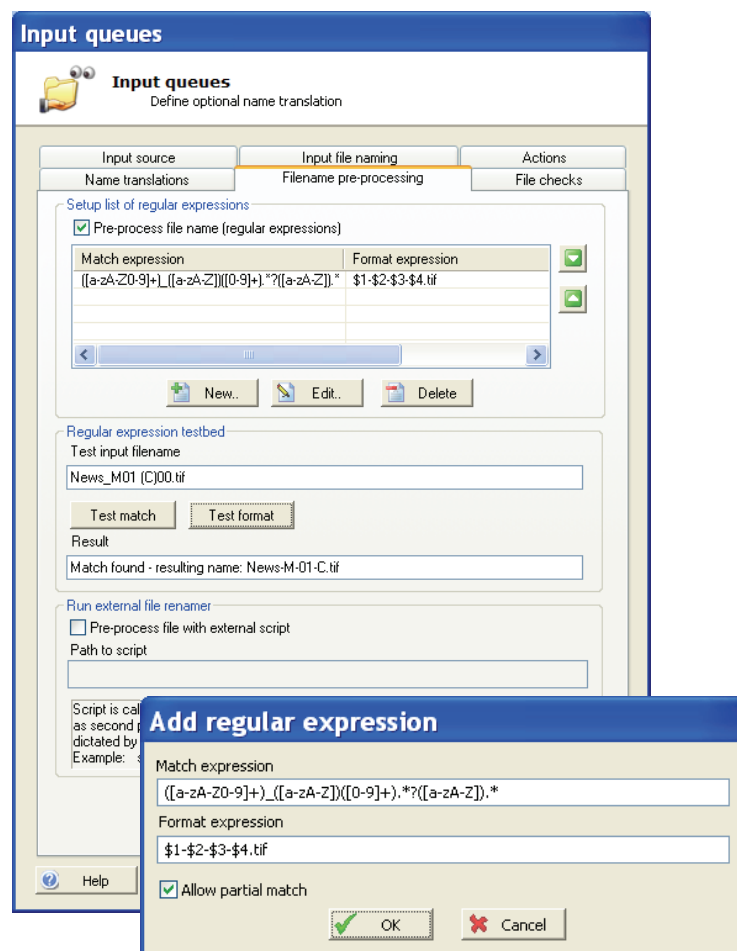 Input queues
Input queues
Define optional name translation
Input source Input file naming Actions
Name translations Filename pre-processing File checks
Setup list of regular expressions
Pre-process file name (regular expressions)
Match expression Format expression
([a-zA-Z0-9]+)_([a-zA-Z])([0-9]+).*?([a-zA-Z]).* $1-$2-$3-$4.tif
New.. Edit.. Delete
Regular expression testbed
Test input filename
News_M01 (C)00.tif
Test match Test format
Result
Match found - resulting name: News-M-01-C.tif
Run external file renamer
Pre-process file with external script
Path to script
Script is cal
as second p
dictated by
Example:
Help
Add regular expression
Match expression
([a-zA-Z0-9]+)_([a-zA-Z])([0-9]+).*?([a-zA-Z]).*
Format expression
$1-$2-$3-$4.tif
Allow partial match
OK Cancel